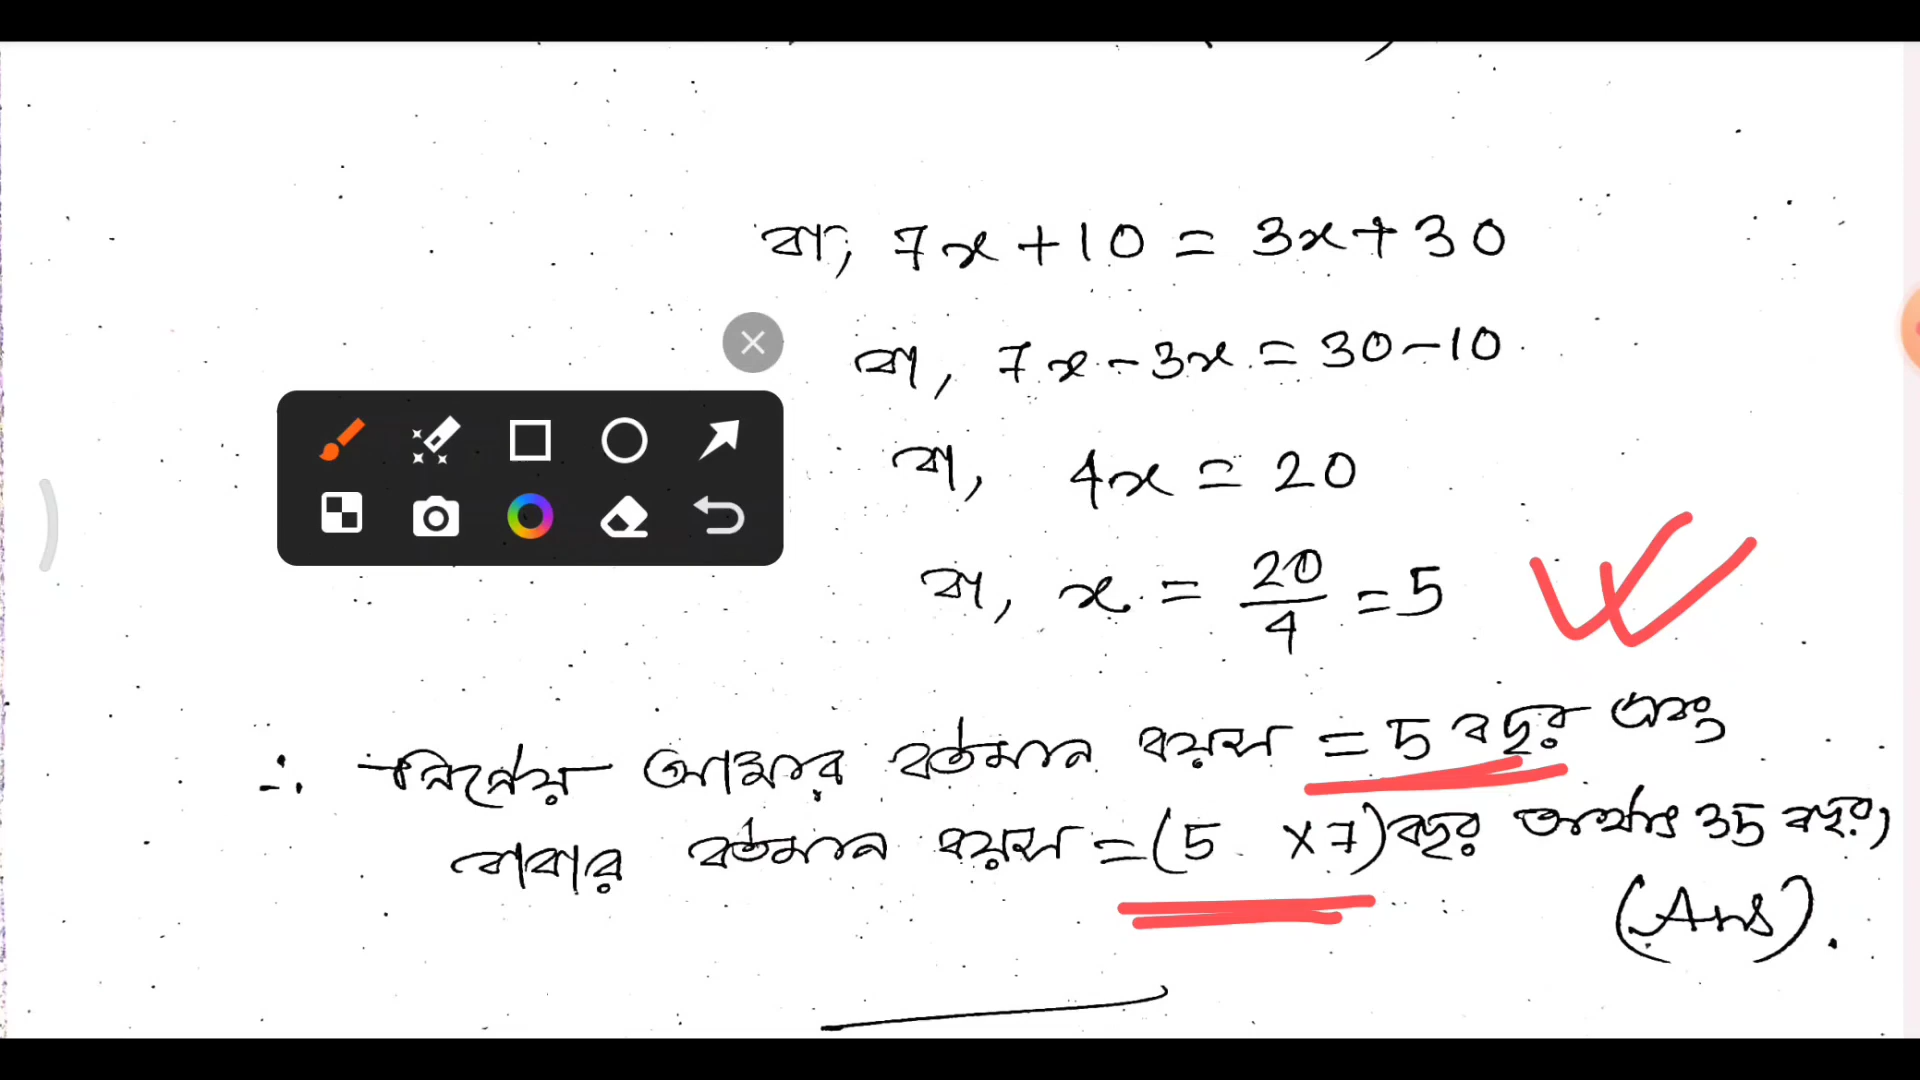 বা, 7x + 10 = 3x + 30
বা, 7x - 3x = 30 - 10
বা, 4x = 20
বা, x = 20/4 = 5
∴ নির্ণেয় আমার বর্তমান বয়স = 5 বছর এবং
বাবার বর্তমান বয়স = (5 × 7) বছর অর্থাৎ 35 বছর,
(Ans).